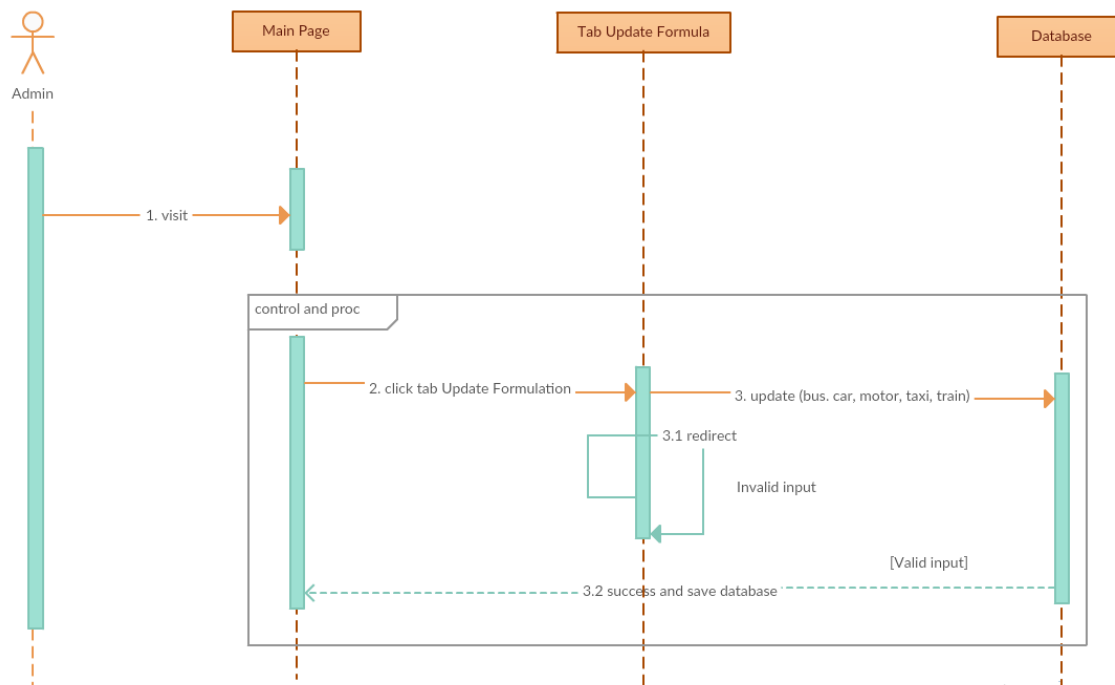 Main Page
Tab Update Formula
Database
Admin
1. visit
control and proc
2. click tab Update Formulation
3. update (bus. car, motor, taxi, train)
3.1 redirect
Invalid input
[Valid input]
3.2 success and save database